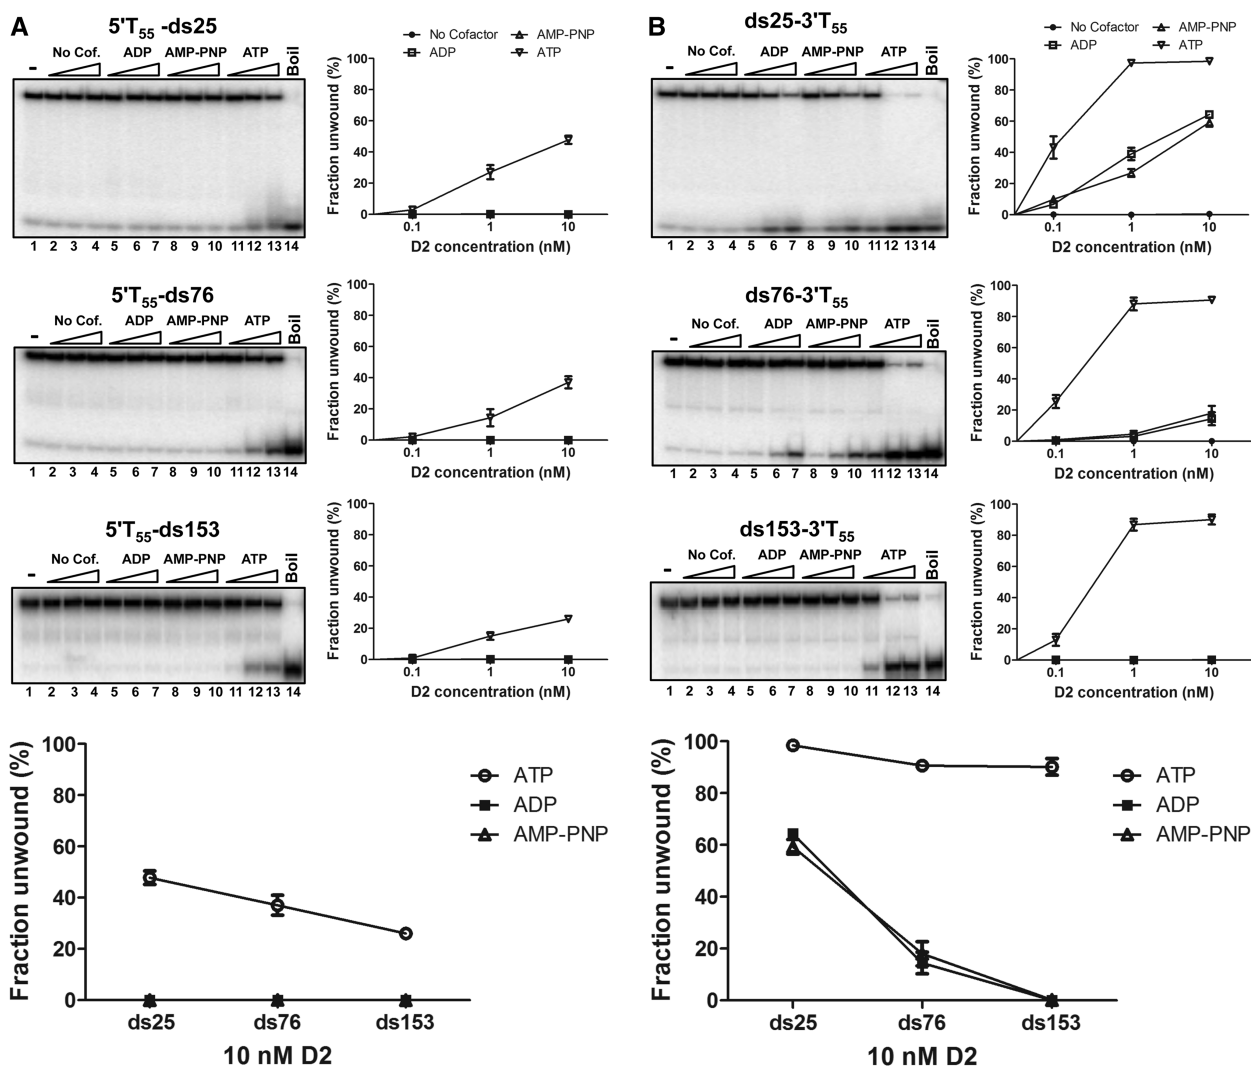 A
5'T55 -ds25
- No Cof. ADP AMP-PNP ATP Boil
1 2 3 4 5 6 7 8 9 10 11 12 13 14
No Cofactor AMP-PNP
ADP ATP
Fraction unwound (%)
100
80
60
40
20
0
0.1 1 10
D2 concentration (nM)
5'T55-ds76
- No Cof. ADP AMP-PNP ATP Boil
1 2 3 4 5 6 7 8 9 10 11 12 13 14
Fraction unwound (%)
100
80
60
40
20
0
0.1 1 10
D2 concentration (nM)
5'T55-ds153
- No Cof. ADP AMP-PNP ATP Boil
1 2 3 4 5 6 7 8 9 10 11 12 13 14
Fraction unwound (%)
100
80
60
40
20
0
0.1 1 10
D2 concentration (nM)
Fraction unwound (%)
100
80
60
40
20
0
ds25 ds76 ds153
10 nM D2
ATP
ADP
AMP-PNP
B
ds25-3'T55
- No Cof. ADP AMP-PNP ATP Boil
1 2 3 4 5 6 7 8 9 10 11 12 13 14
No Cofactor AMP-PNP
ADP ATP
Fraction unwound (%)
100
80
60
40
20
0
0.1 1 10
D2 concentration (nM)
ds76-3'T55
- No Cof. ADP AMP-PNP ATP Boil
1 2 3 4 5 6 7 8 9 10 11 12 13 14
Fraction unwound (%)
100
80
60
40
20
0
0.1 1 10
D2 concentration (nM)
ds153-3'T55
- No Cof. ADP AMP-PNP ATP Boil
1 2 3 4 5 6 7 8 9 10 11 12 13 14
Fraction unwound (%)
100
80
60
40
20
0
0.1 1 10
D2 concentration (nM)
Fraction unwound (%)
100
80
60
40
20
0
ds25 ds76 ds153
10 nM D2
ATP
ADP
AMP-PNP